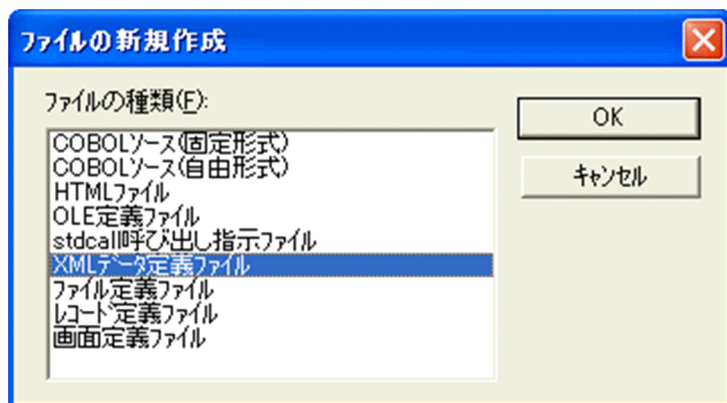 ファイルの新規作成
ファイルの種類(F):
COBOLソース(固定形式)
COBOLソース(自由形式)
HTMLファイル
OLE定義ファイル
stdcall呼び出し指示ファイル
XMLデータ定義ファイル
ファイル定義ファイル
レコード定義ファイル
画面定義ファイル
OK
キャンセル